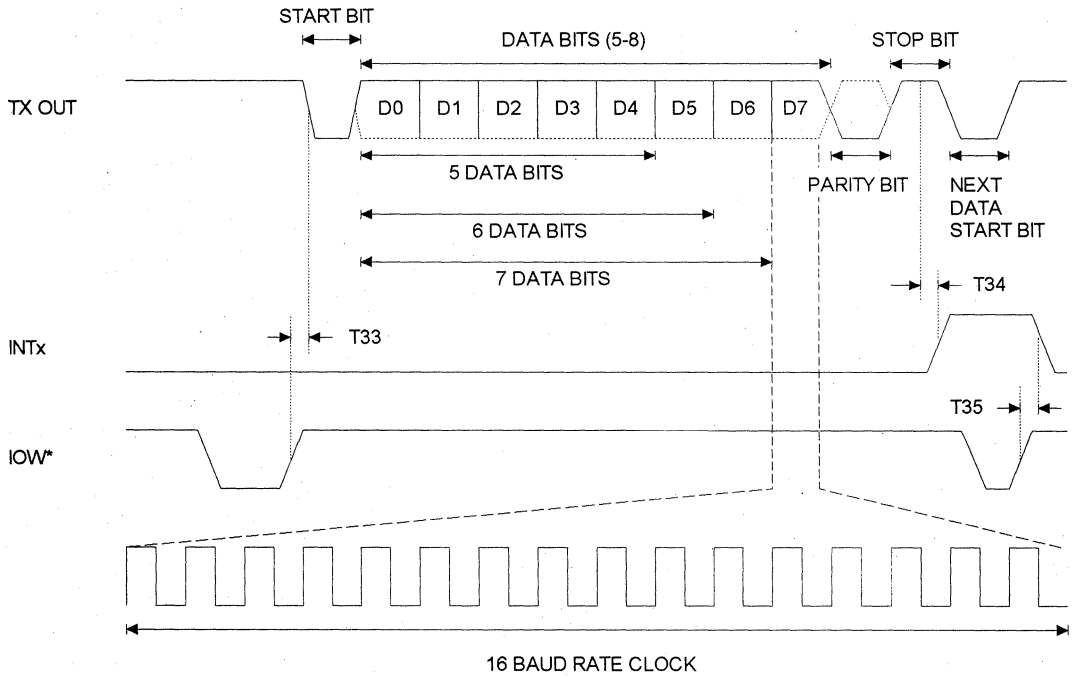 START BIT
DATA BITS (5-8)
STOP BIT
TX OUT
D0 D1 D2 D3 D4 D5 D6 D7
5 DATA BITS
PARITY BIT
NEXT
DATA
START BIT
6 DATA BITS
7 DATA BITS
T34
T33
INTx
T35
IOW*
16 BAUD RATE CLOCK